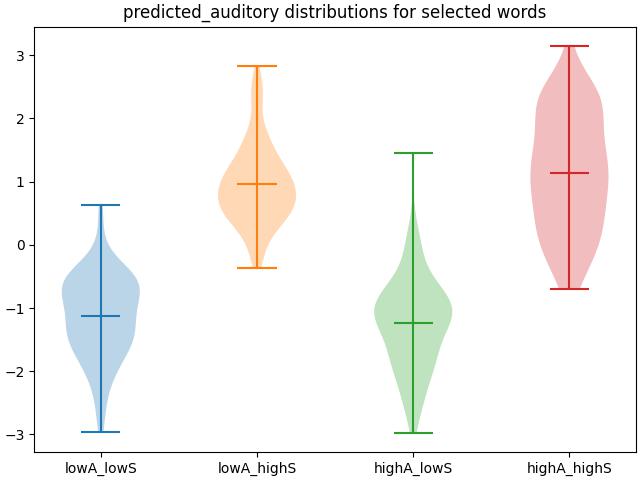 predicted_auditory distributions for selected words
3
2
1
0
−1
−2
−3
lowA_lowS
lowA_highS
highA_lowS
highA_highS